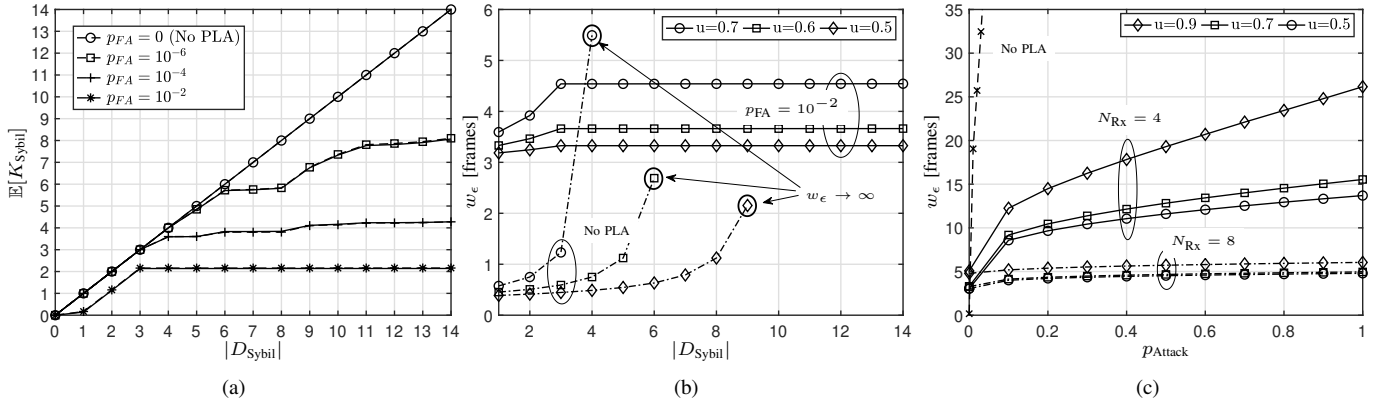 14
13
12
11
10
9
8
7
6
5
4
3
2
1
0
𝔼[K_Sybil]
p_FA = 0 (No PLA)
p_FA = 10^−6
p_FA = 10^−4
p_FA = 10^−2
0 1 2 3 4 5 6 7 8 9 10 11 12 13 14
|D_Sybil|
(a)
6
5
4
3
2
1
0
w_ϵ [frames]
u=0.7 u=0.6 u=0.5
p_FA = 10^−2
w_ϵ → ∞
No PLA
2 4 6 8 10 12 14
|D_Sybil|
(b)
35
30
25
20
15
10
5
0
w_ϵ [frames]
u=0.9 u=0.7 u=0.5
No PLA
N_Rx = 4
N_Rx = 8
0 0.2 0.4 0.6 0.8 1
p_Attack
(c)